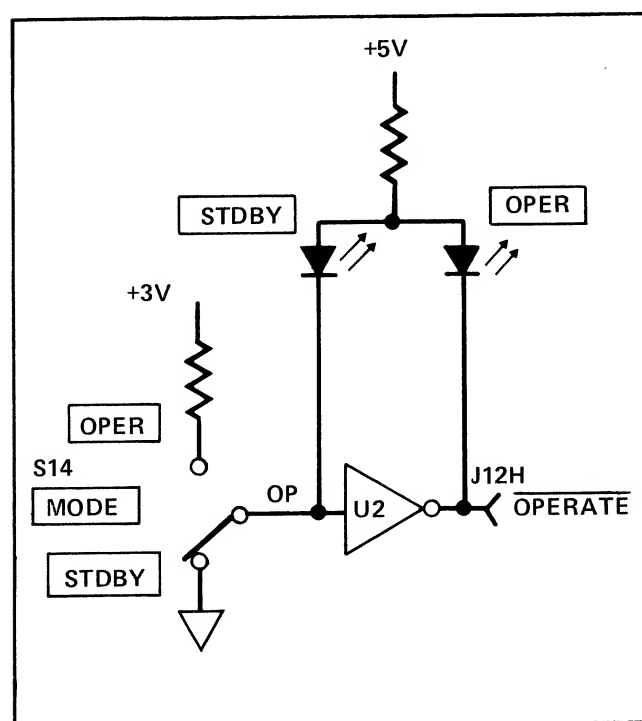 +5V
STDBY
OPER
+3V
OPER
S14
MODE
OP
U2
J12H
OPERATE
STDBY